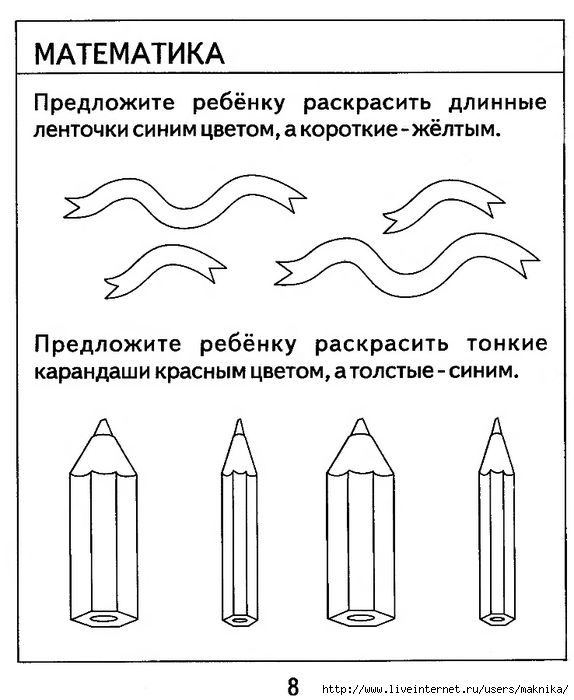 МАТЕМАТИКА
Предложите ребёнку раскрасить длинные
ленточки синим цветом, а короткие - жёлтым.
Предложите ребёнку раскрасить тонкие
карандаши красным цветом, а толстые - синим.
8
http://www.liveinternet.ru/users/maknika/